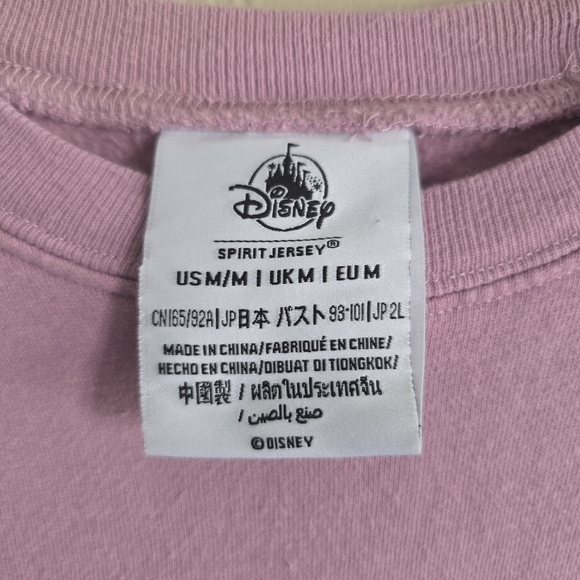 Disney
SPIRIT JERSEY®
US M/M | UK M | EU M
CN165/92A|JP日本 バスト 93-101|JP 2L
MADE IN CHINA/FABRIQUÉ EN CHINE/
HECHO EN CHINA/DIBUAT DI TIONGKOK/
中國製 / ผลิตในประเทศจีน
/ صنع بالصين
©DISNEY